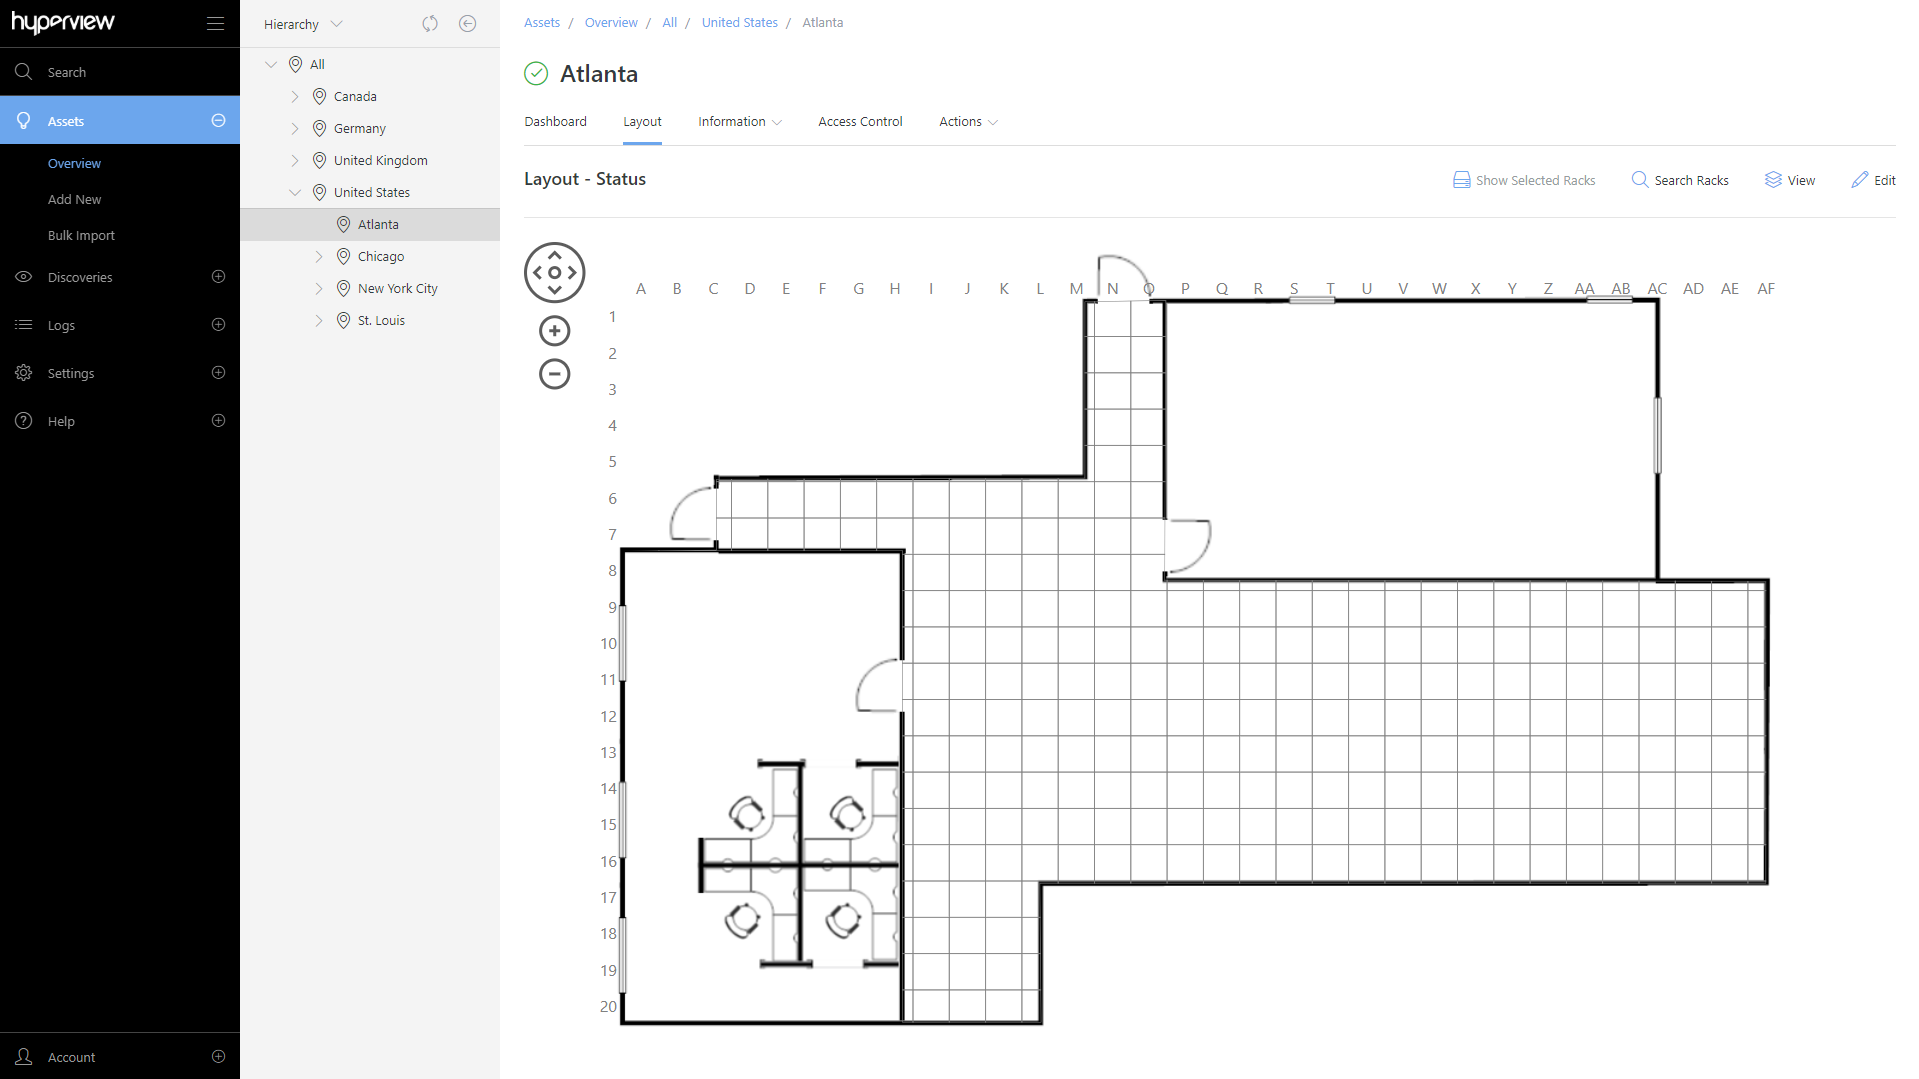 hyperview
Search
Assets
Overview
Add New
Bulk Import
Discoveries
Logs
Settings
Help
Account
Hierarchy
All
Canada
Germany
United Kingdom
United States
Atlanta
Chicago
New York City
St. Louis
Assets / Overview / All / United States / Atlanta
Atlanta
Dashboard Layout Information Access Control Actions
Layout - Status
Show Selected Racks Search Racks View Edit
A B C D E F G H I J K L M N O P Q R S T U V W X Y Z AA AB AC AD AE AF
1
2
3
4
5
6
7
8
9
10
11
12
13
14
15
16
17
18
19
20